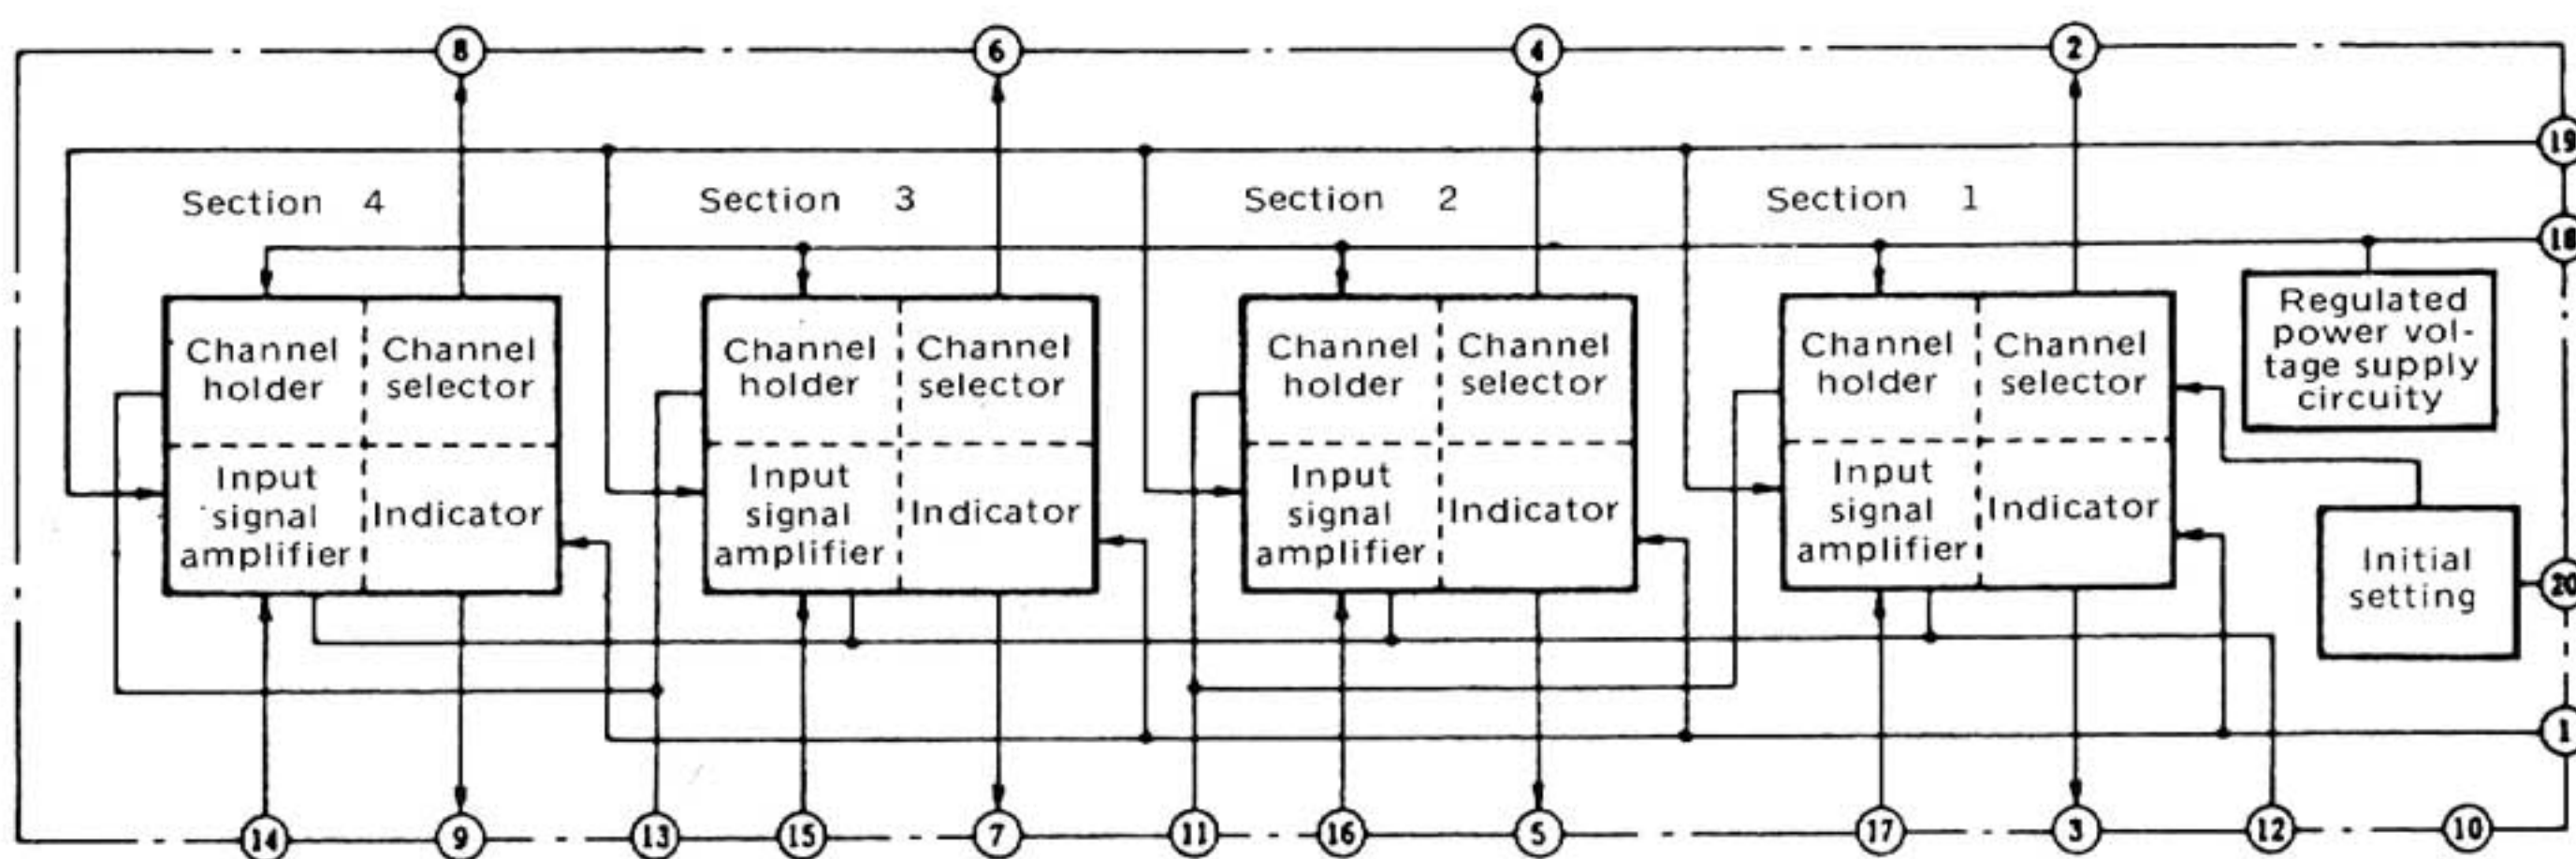 8 6 4 2
19
Section 4 Section 3 Section 2 Section 1
18
Channel
holder
Channel
selector
Input
signal
amplifier
Indicator
Channel
holder
Channel
selector
Input
signal
amplifier
Indicator
Channel
holder
Channel
selector
Input
signal
amplifier
Indicator
Channel
holder
Channel
selector
Input
signal
amplifier
Indicator
Regulated
power vol-
tage supply
circuity
Initial
setting
20
1
14 9 13 15 7 11 16 5 17 3 12 10